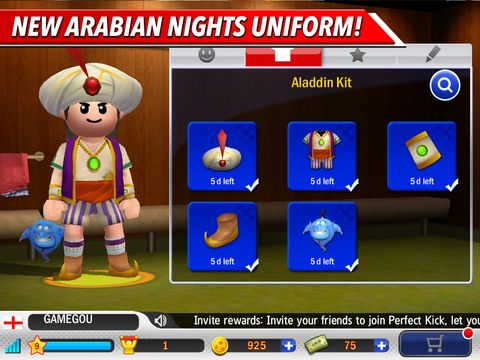 NEW ARABIAN NIGHTS UNIFORM!
Aladdin Kit
5 d left
5 d left
5 d left
5 d left
5 d left
GAMEGOU
Invite rewards: Invite your friends to join Perfect Kick, let you
9
1
925
75